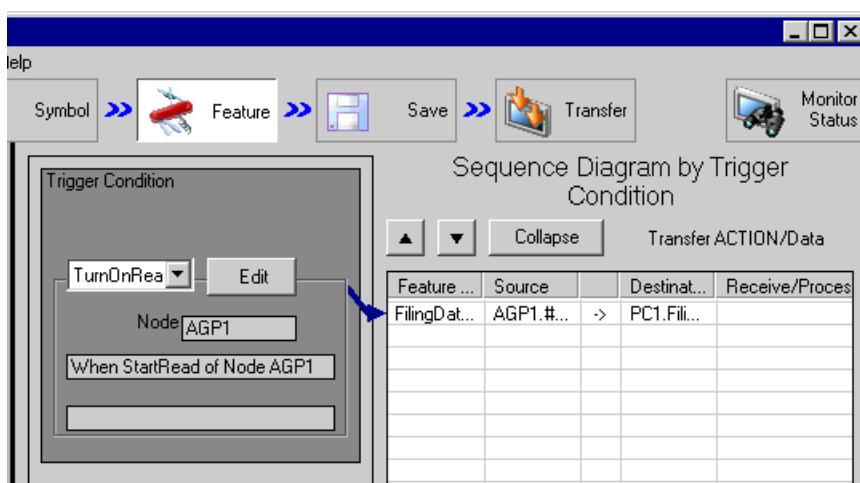 Help
Symbol
Feature
Save
Transfer
Monitor
Status
Trigger Condition
TurnOnRea
Edit
Node
AGP1
When StartRead of Node AGP1
Sequence Diagram by Trigger
Condition
Collapse
Transfer ACTION/Data
Feature ... Source Destinat... Receive/Proces
FilingDat... AGP1.#... -> PC1.Fili...